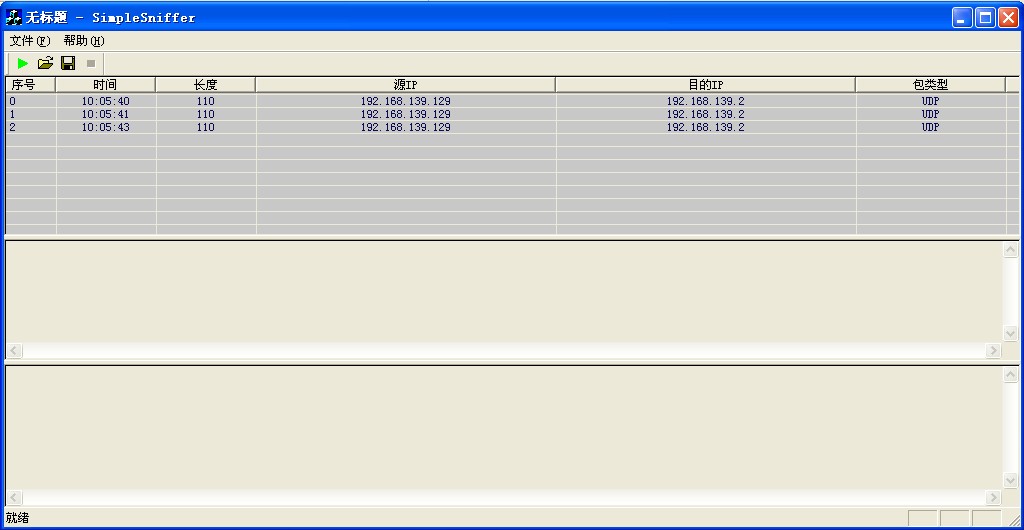 无标题 - SimpleSniffer
文件(F) 帮助(H)
序号 时间 长度 源IP 目的IP 包类型
0 10:05:40 110 192.168.139.129 192.168.139.2 UDP
1 10:05:41 110 192.168.139.129 192.168.139.2 UDP
2 10:05:43 110 192.168.139.129 192.168.139.2 UDP
就绪